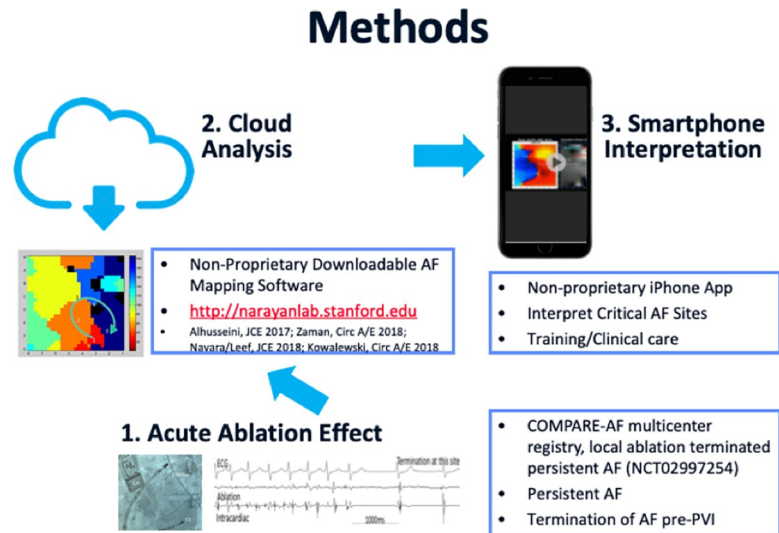 Methods
2. Cloud
Analysis
3. Smartphone
Interpretation
• Non-Proprietary Downloadable AF
Mapping Software
• http://narayanlab.stanford.edu
• Alhusseini, JCE 2017; Zaman, Circ A/E 2018;
Navara/Leef, JCE 2018; Kowalewski, Circ A/E 2018
• Non-proprietary iPhone App
• Interpret Critical AF Sites
• Training/Clinical care
1. Acute Ablation Effect
ECG
Termination at this site
Ablation
Intracardiac
1000ms
• COMPARE-AF multicenter
registry, local ablation terminated
persistent AF (NCT02997254)
• Persistent AF
• Termination of AF pre-PVI